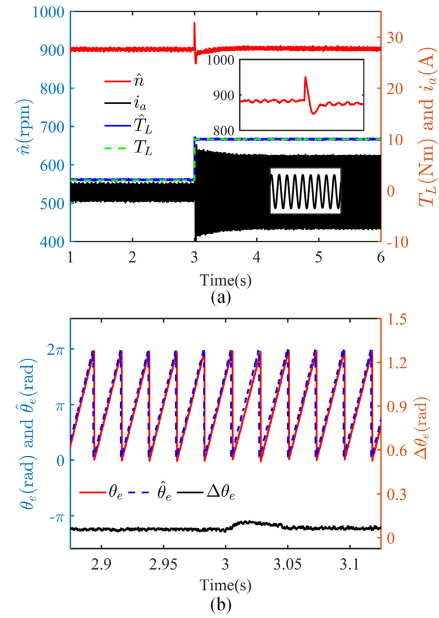 (a)
1000
900
800
700
600
500
400
n̂(rpm)
30
20
10
0
-10
T_L(Nm) and i_a(A)
n̂
i_a
T̂_L
T_L
1000
900
800
1
2
3
4
5
6
Time(s)
(a)
2π
π
0
-π
θ_e(rad) and θ̂_e(rad)
1.5
1.2
0.9
0.6
0.3
0
Δθ_e(rad)
θ_e
θ̂_e
Δθ_e
2.9
2.95
3
3.05
3.1
Time(s)
(b)